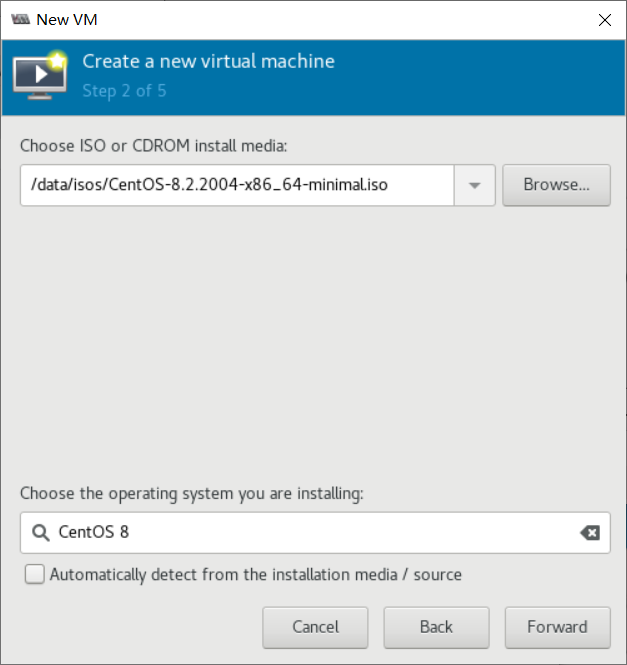 New VM
Create a new virtual machine
Step 2 of 5
Choose ISO or CDROM install media:
/data/isos/CentOS-8.2.2004-x86_64-minimal.iso
Browse...
Choose the operating system you are installing:
CentOS 8
Automatically detect from the installation media / source
Cancel Back Forward